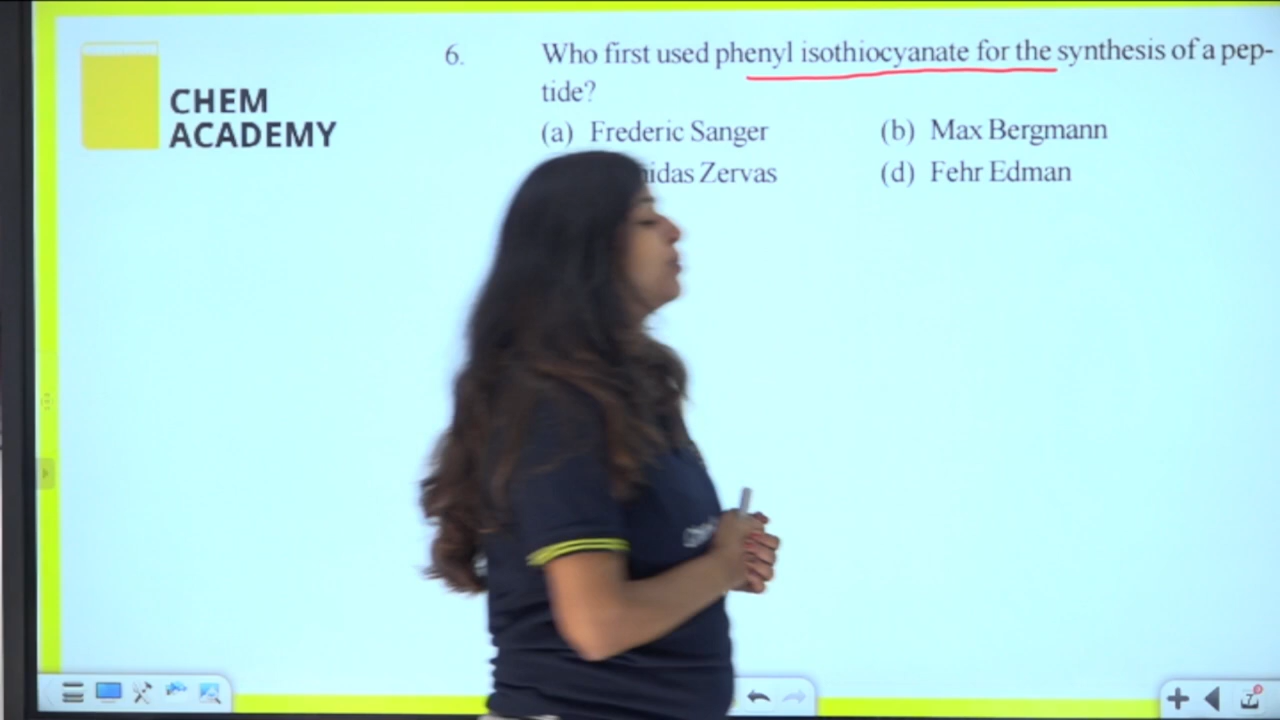 CHEM
ACADEMY
6. Who first used phenyl isothiocyanate for the synthesis of a pep-
tide?
(a) Frederic Sanger (b) Max Bergmann
Zervas (d) Fehr Edman